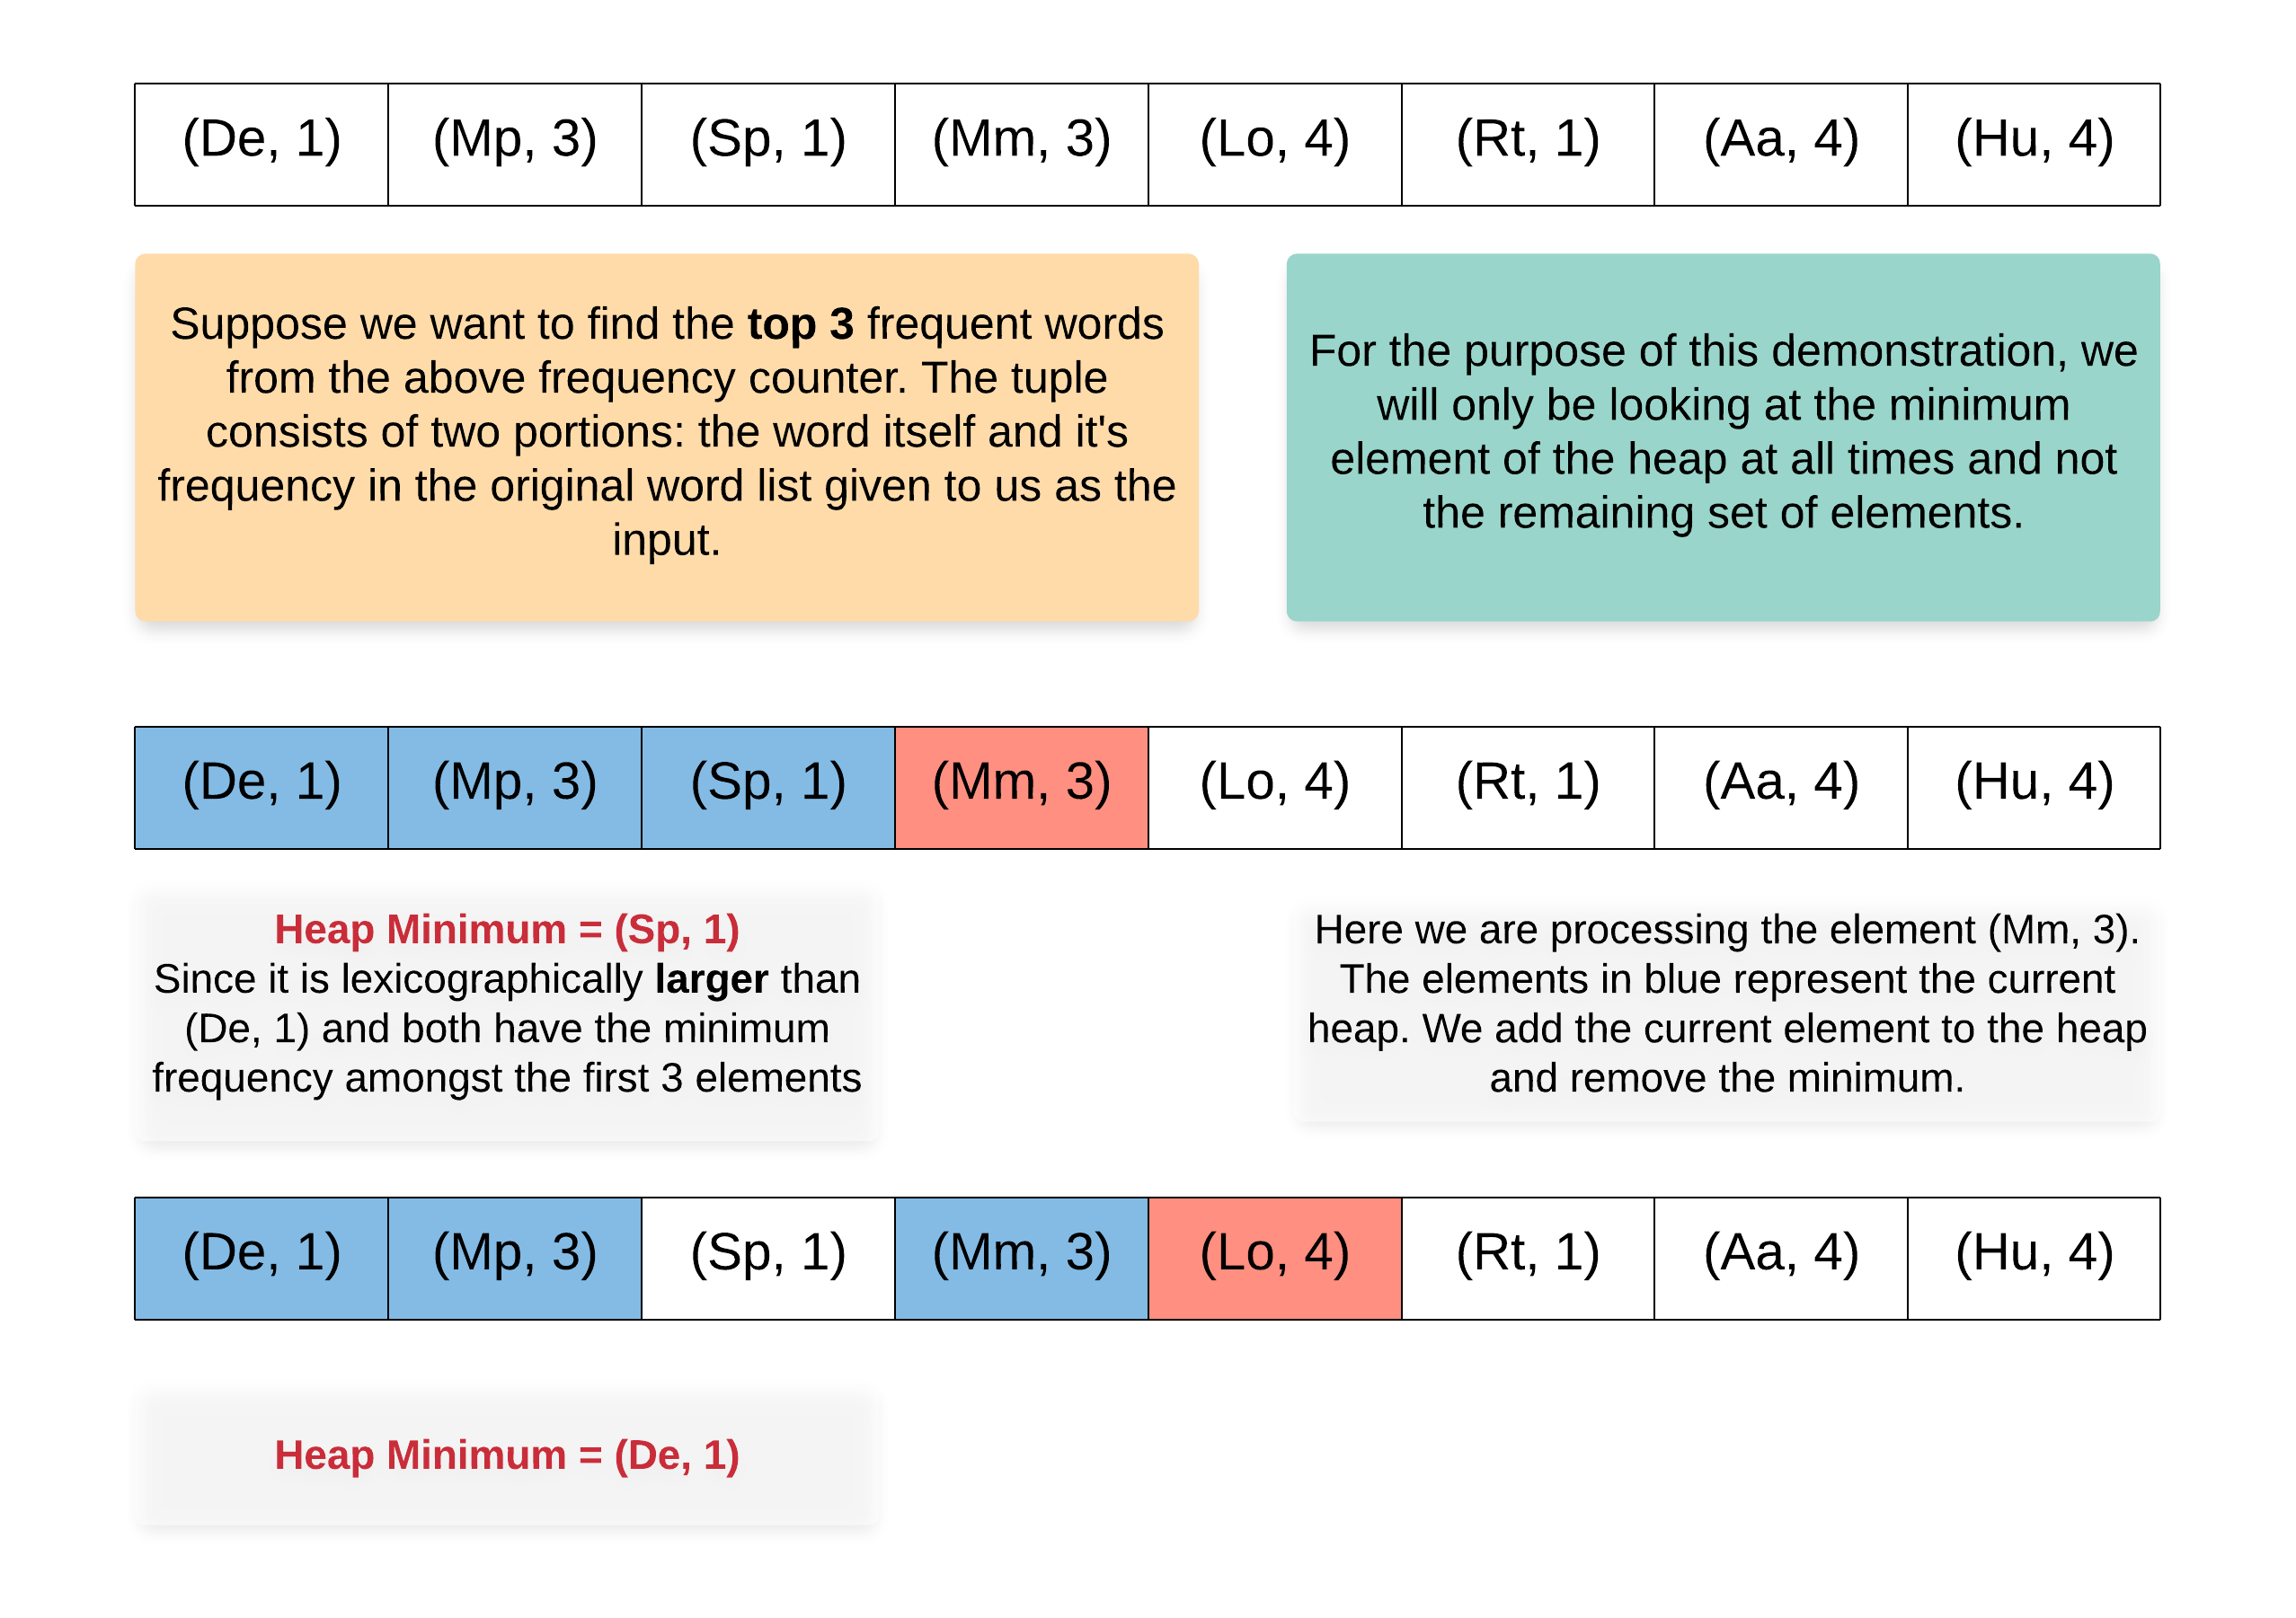 (De, 1) (Mp, 3) (Sp, 1) (Mm, 3) (Lo, 4) (Rt, 1) (Aa, 4) (Hu, 4)
Suppose we want to find the top 3 frequent words
from the above frequency counter. The tuple
consists of two portions: the word itself and it's
frequency in the original word list given to us as the
input.
For the purpose of this demonstration, we
will only be looking at the minimum
element of the heap at all times and not
the remaining set of elements.
(De, 1) (Mp, 3) (Sp, 1) (Mm, 3) (Lo, 4) (Rt, 1) (Aa, 4) (Hu, 4)
Heap Minimum = (Sp, 1)
Since it is lexicographically larger than
(De, 1) and both have the minimum
frequency amongst the first 3 elements
Here we are processing the element (Mm, 3).
The elements in blue represent the current
heap. We add the current element to the heap
and remove the minimum.
(De, 1) (Mp, 3) (Sp, 1) (Mm, 3) (Lo, 4) (Rt, 1) (Aa, 4) (Hu, 4)
Heap Minimum = (De, 1)